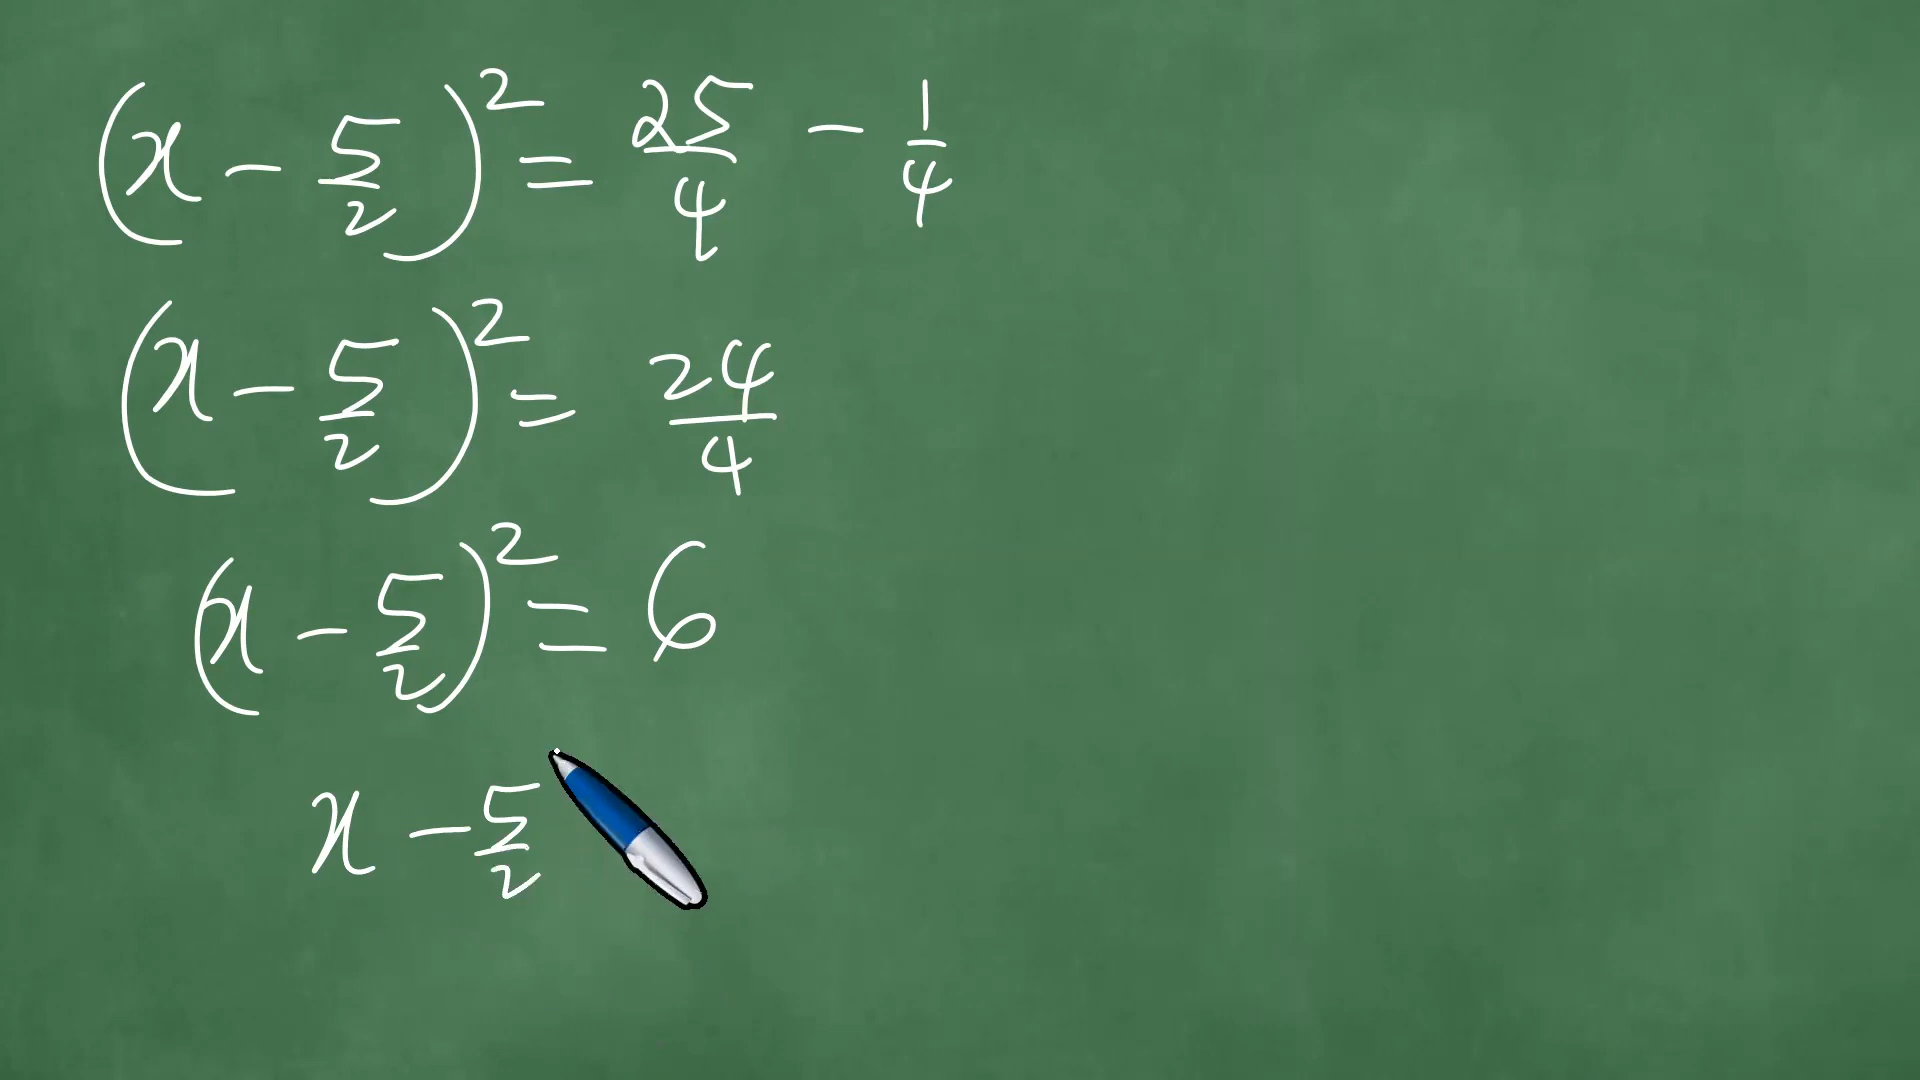 (x - 5/2)² = 25/4 - 1/4
(x - 5/2)² = 24/4
(x - 5/2)² = 6
x - 5/2